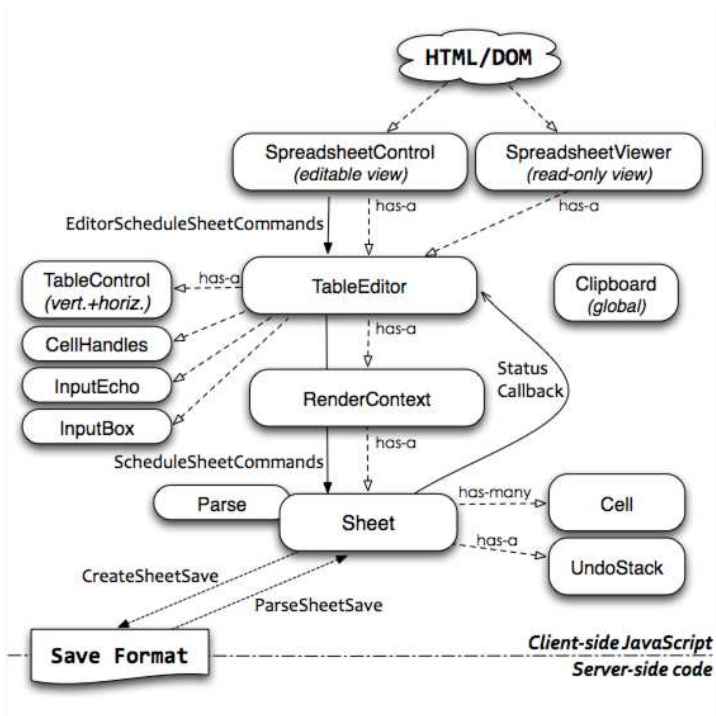 HTML/DOM
SpreadsheetControl
(editable view)
SpreadsheetViewer
(read-only view)
has-a
has-a
EditorScheduleSheetCommands
TableControl
(vert.+horiz.)
has-a
TableEditor
Clipboard
(global)
CellHandles
has-a
InputEcho
RenderContext
Status
Callback
InputBox
has-a
ScheduleSheetCommands
Parse
Sheet
has-many
Cell
has-a
UndoStack
CreateSheetSave
ParseSheetSave
Save Format
Client-side JavaScript
Server-side code